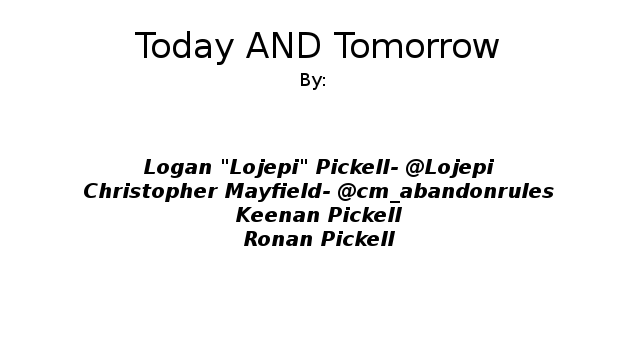 Today AND Tomorrow
By:
Logan "Lojepi" Pickell- @Lojepi
Christopher Mayfield- @cm_abandonrules
Keenan Pickell
Ronan Pickell